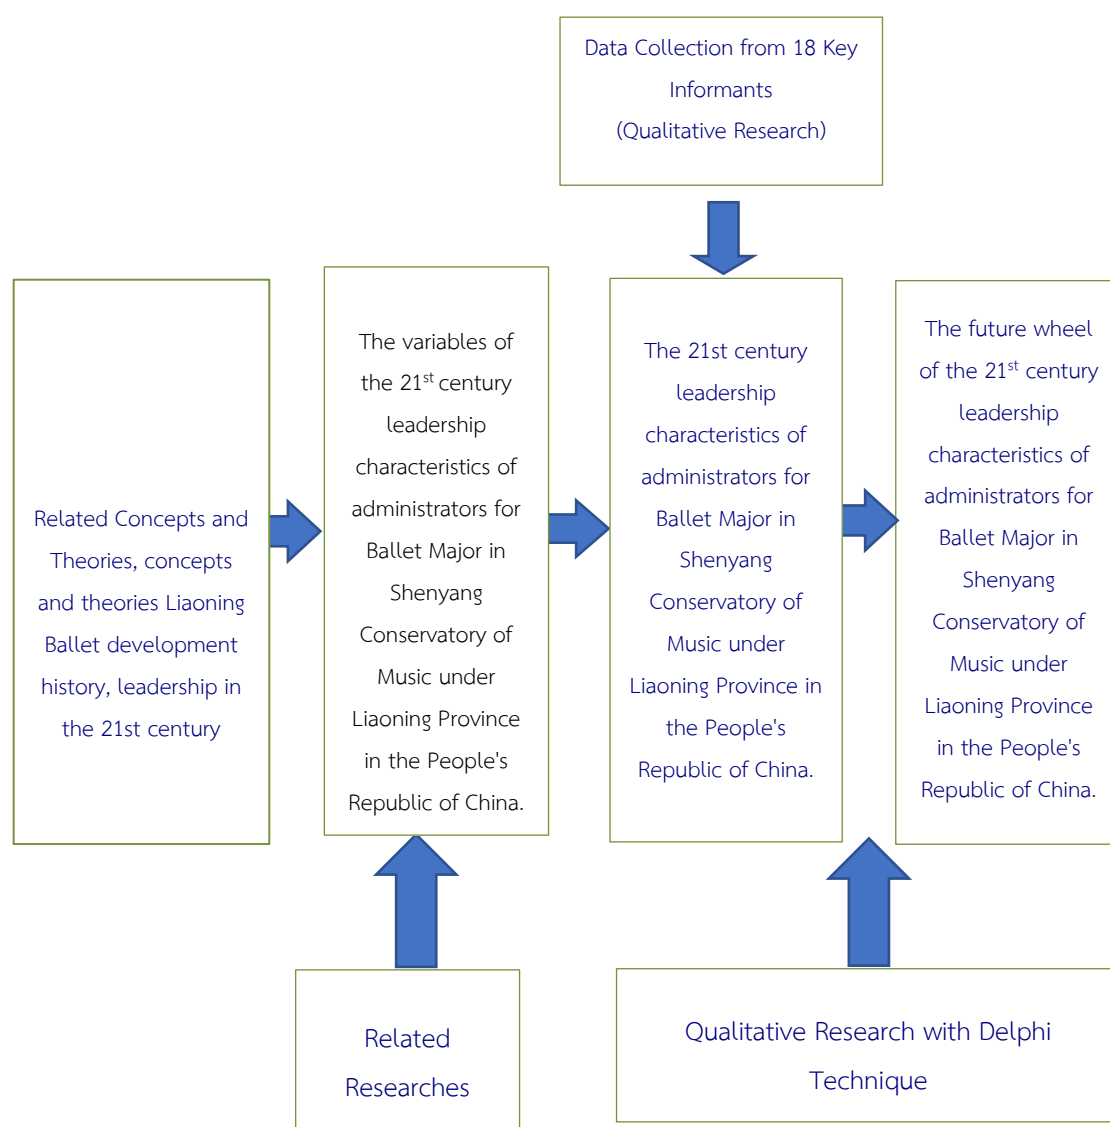 Data Collection from 18 Key
Informants
(Qualitative Research)
Related Concepts and
Theories, concepts
and theories Liaoning
Ballet development
history, leadership in
the 21st century
The variables of
the 21st century
leadership
characteristics of
administrators for
Ballet Major in
Shenyang
Conservatory of
Music under
Liaoning Province
in the People's
Republic of China.
The 21st century
leadership
characteristics of
administrators for
Ballet Major in
Shenyang
Conservatory of
Music under
Liaoning Province in
the People's
Republic of China.
The future wheel
of the 21st century
leadership
characteristics of
administrators for
Ballet Major in
Shenyang
Conservatory of
Music under
Liaoning Province
in the People's
Republic of China.
Related
Researches
Qualitative Research with Delphi
Technique